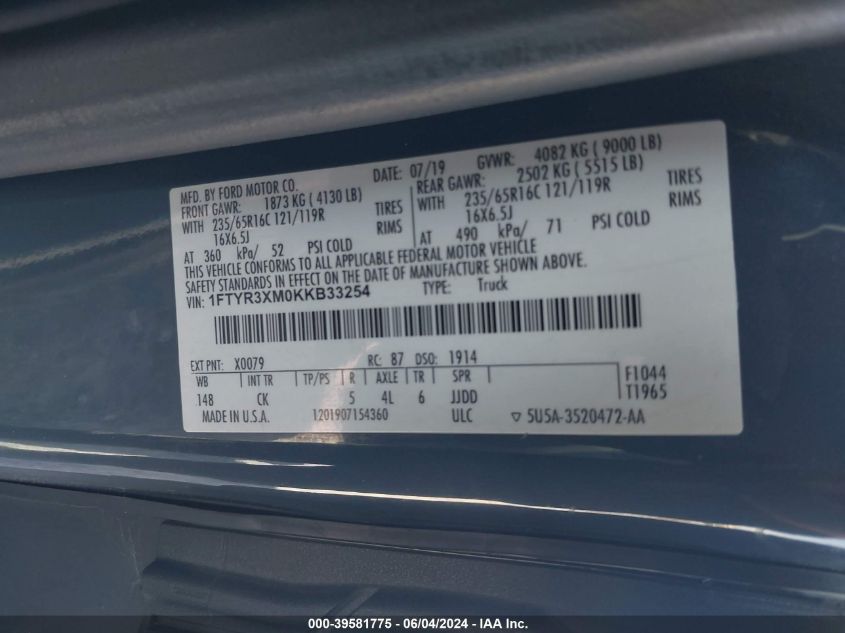 MFD. BY FORD MOTOR CO. DATE: 07/19 GVWR: 4082 KG ( 9000 LB)
FRONT GAWR: 1873 KG ( 4130 LB) REAR GAWR: 2502 KG ( 5515 LB)
WITH 235/65R16C 121/119R TIRES WITH 235/65R16C 121/119R TIRES
16X6.5J RIMS 16X6.5J RIMS
AT 360 kPa/ 52 PSI COLD AT 490 kPa/ 71 PSI COLD
THIS VEHICLE CONFORMS TO ALL APPLICABLE FEDERAL MOTOR VEHICLE
SAFETY STANDARDS IN EFFECT ON THE DATE OF MANUFACTURE SHOWN ABOVE.
VIN: 1FTYR3XM0KKB33254 TYPE: Truck
EXT PNT: X0079 RC: 87 DSO: 1914
WB INT TR TP/PS R AXLE TR SPR F1044
148 CK 5 4L 6 JJDD T1965
MADE IN U.S.A. 1201907154360 ULC ▽ 5U5A-3520472-AA
000-39581775 - 06/04/2024 - IAA Inc.